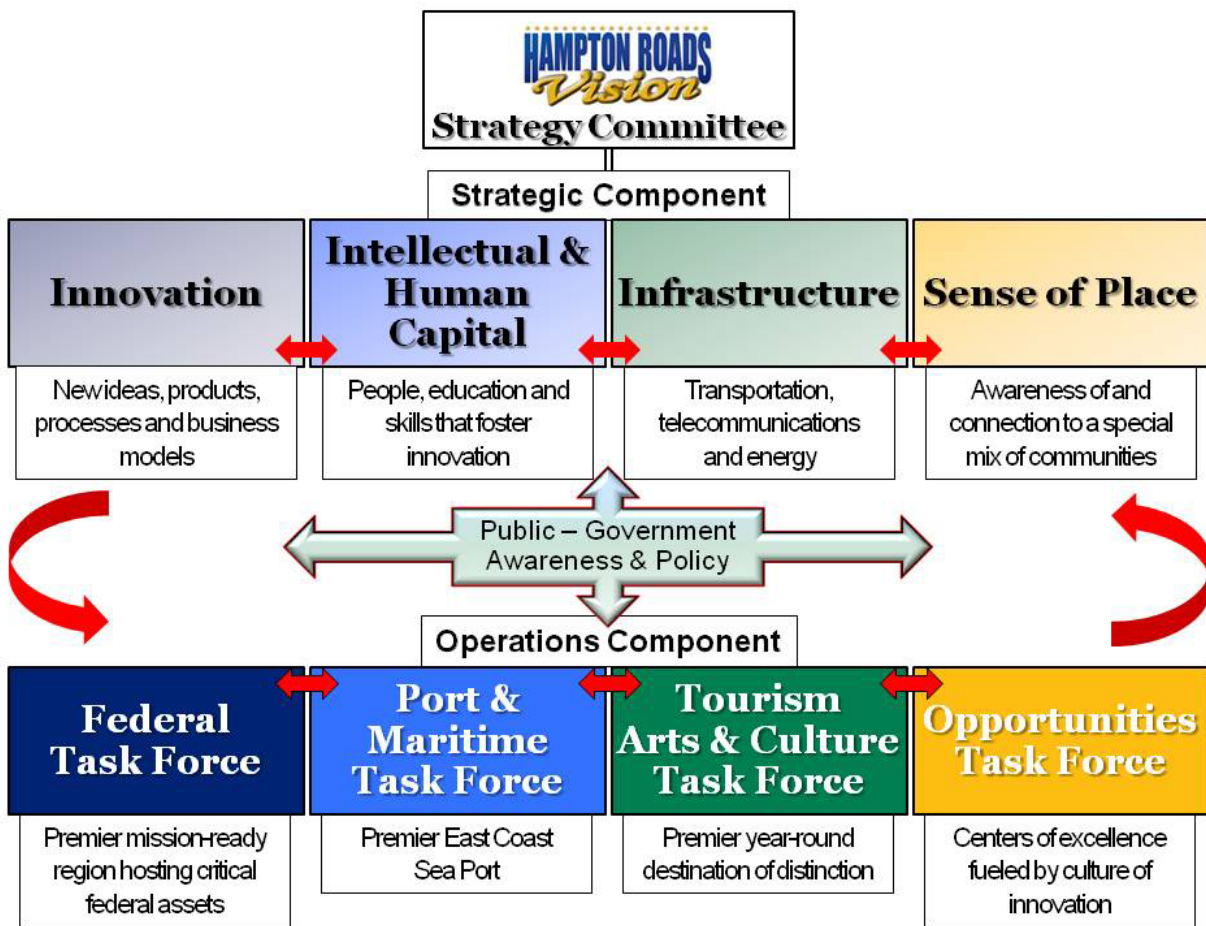 HAMPTON ROADS
Vision
Strategy Committee
Strategic Component
Innovation
Intellectual &
Human
Capital
Infrastructure
Sense of Place
New ideas, products,
processes and business
models
People, education and
skills that foster
innovation
Transportation,
telecommunications
and energy
Awareness of and
connection to a special
mix of communities
Public – Government
Awareness & Policy
Operations Component
Federal
Task Force
Port &
Maritime
Task Force
Tourism
Arts & Culture
Task Force
Opportunities
Task Force
Premier mission-ready
region hosting critical
federal assets
Premier East Coast
Sea Port
Premier year-round
destination of distinction
Centers of excellence
fueled by culture of
innovation